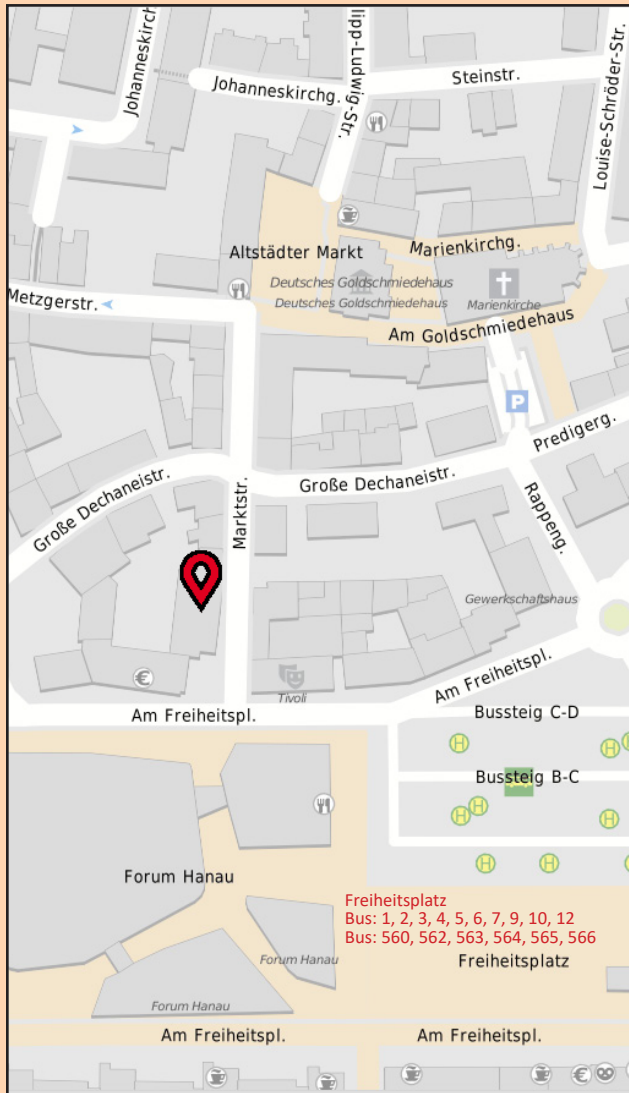 Johanneskirch
lipp-Ludwig-Str.
Johanneskirchg.
Steinstr.
Louise-Schröder-Str.
Altstädter Markt
Marienkirchg.
Deutsches Goldschmiedehaus
Deutsches Goldschmiedehaus
Marienkirche
Metzgerstr.
Am Goldschmiedehaus
P
Predigerg.
Große Dechaneistr.
Große Dechaneistr.
Marktstr.
Rappeng.
Gewerkschaftshaus
€
Tivoli
Am Freiheitspl.
Am Freiheitspl.
Bussteig C-D
H
H
H
Bussteig B-C
H
H
H
H
H
H
Forum Hanau
Freiheitsplatz
Bus: 1, 2, 3, 4, 5, 6, 7, 9, 10, 12
Bus: 560, 562, 563, 564, 565, 566
Forum Hanau
Freiheitsplatz
Forum Hanau
Am Freiheitspl.
Am Freiheitspl.
€